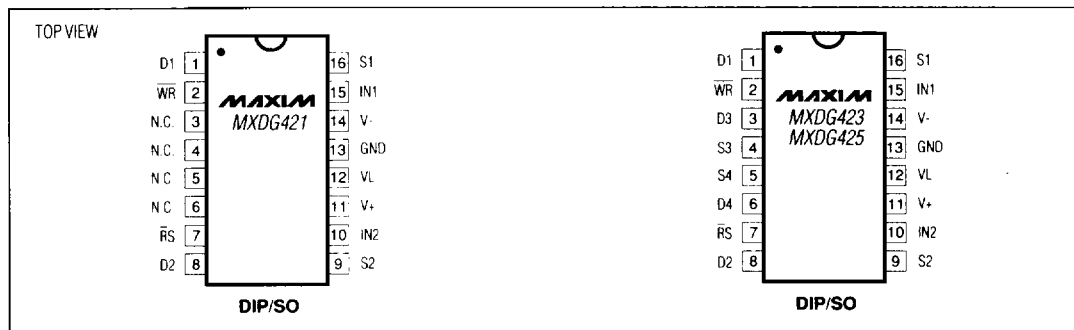 TOP VIEW
D1 1 16 S1
WR 2 15 IN1
N.C. 3 14 V-
N.C. 4 13 GND
N C 5 12 VL
N C 6 11 V+
RS 7 10 IN2
D2 8 9 S2
MAXIM
MXDG421
DIP/SO
D1 1 16 S1
WR 2 15 IN1
D3 3 14 V-
S3 4 13 GND
S4 5 12 VL
D4 6 11 V+
RS 7 10 IN2
D2 8 9 S2
MAXIM
MXDG423
MXDG425
DIP/SO